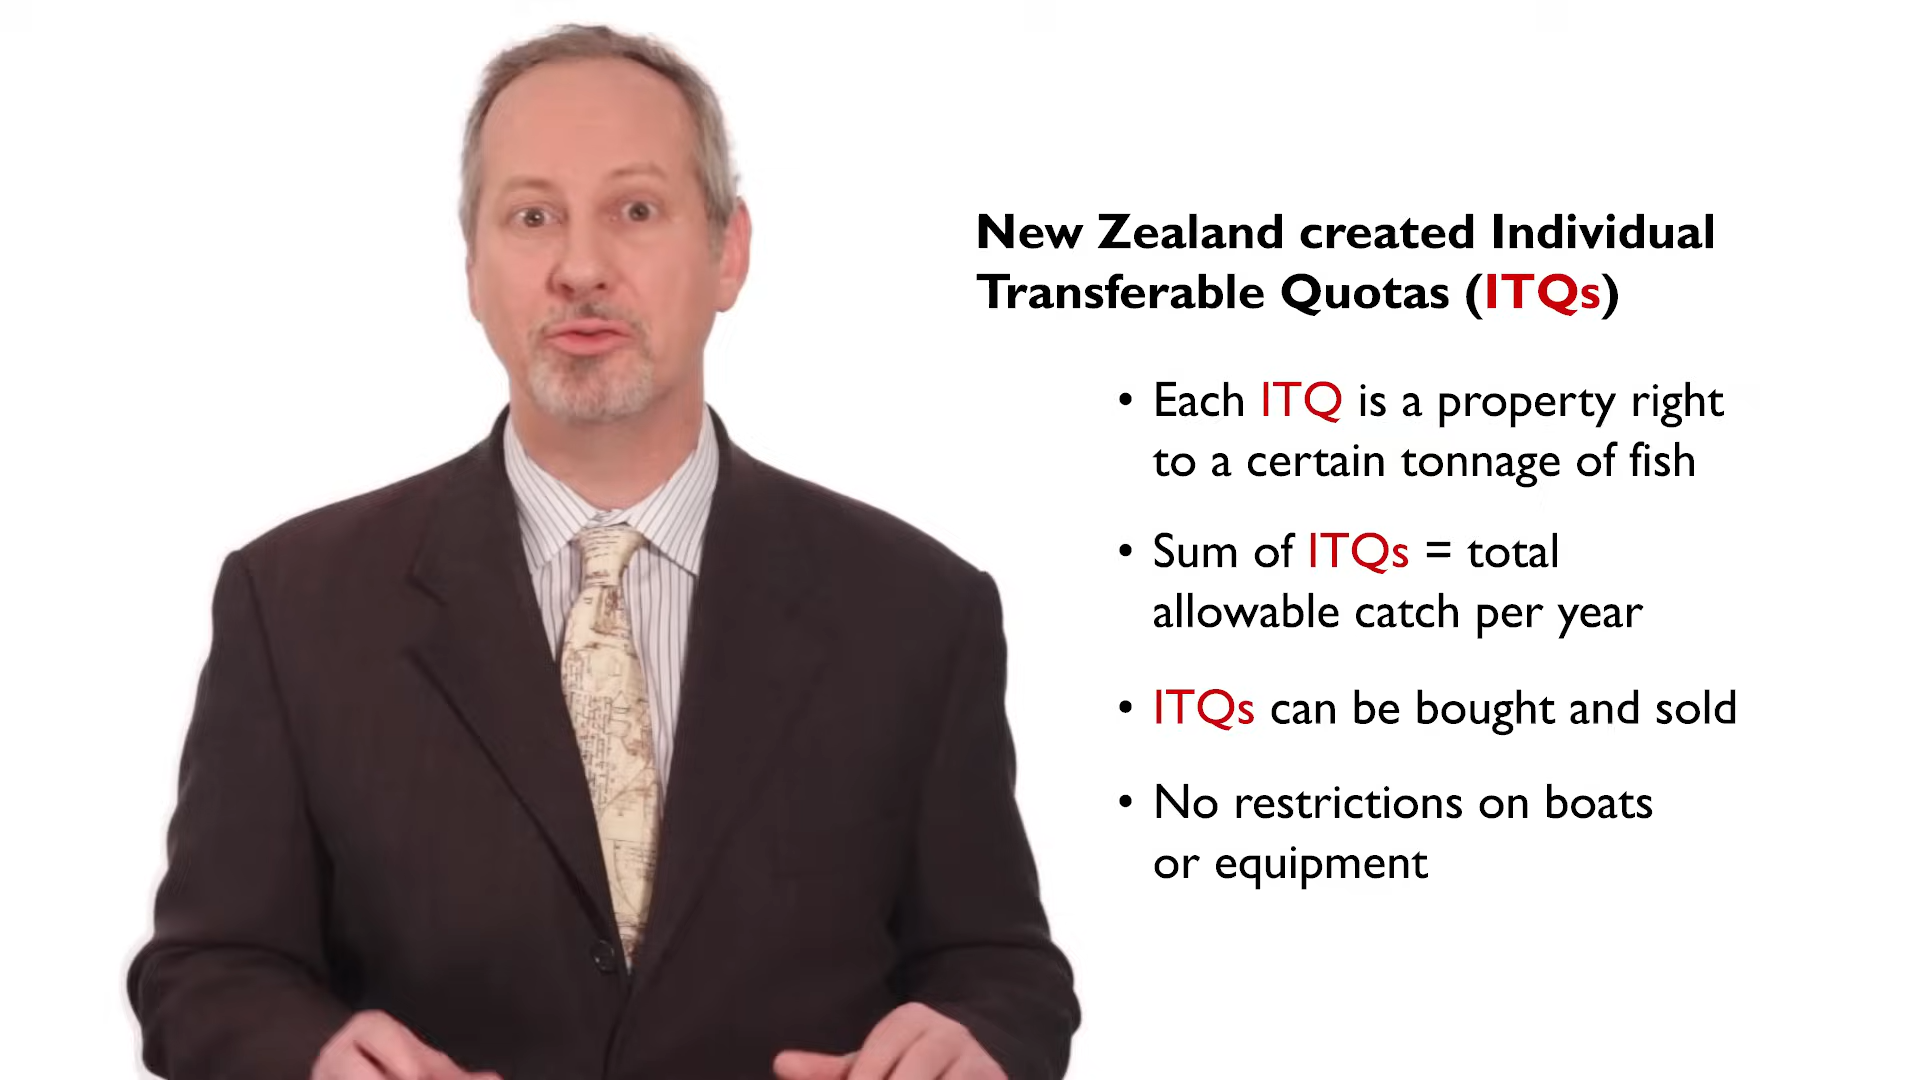 New Zealand created Individual
Transferable Quotas (ITQs)
• Each ITQ is a property right
to a certain tonnage of fish
• Sum of ITQs = total
allowable catch per year
• ITQs can be bought and sold
• No restrictions on boats
or equipment